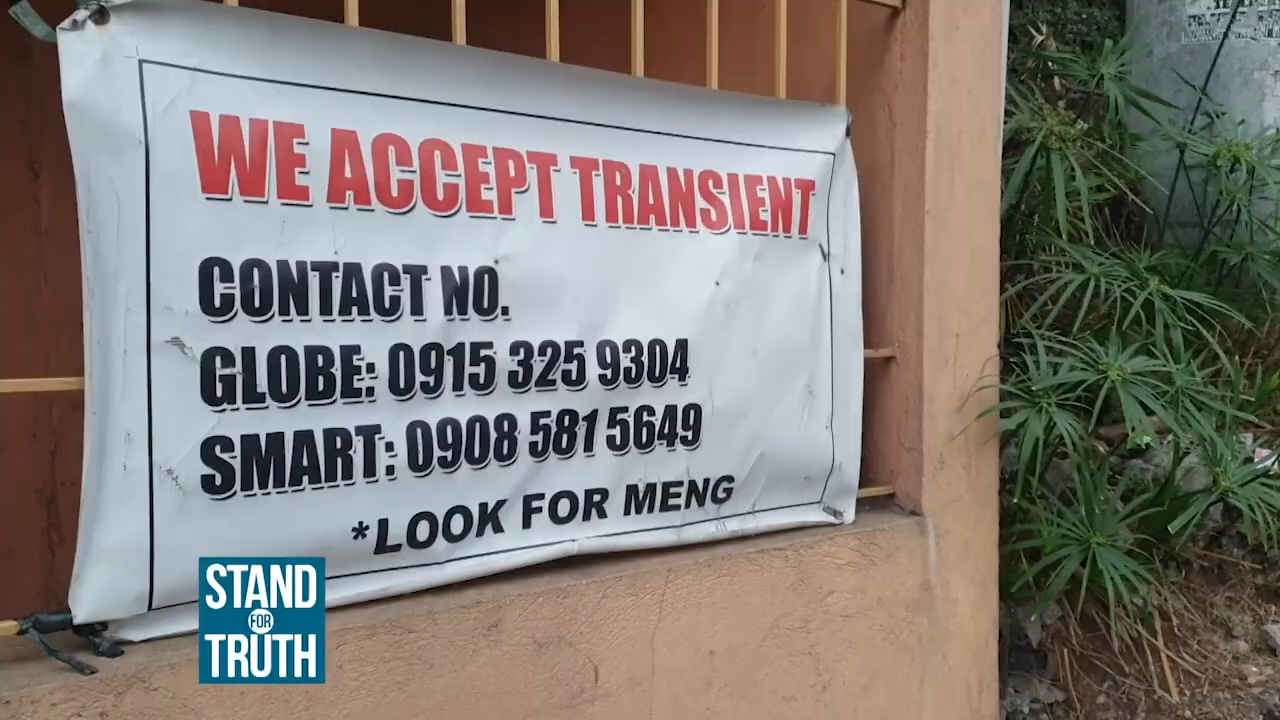 WE ACCEPT TRANSIENT
CONTACT NO.
GLOBE: 0915 325 9304
SMART: 0908 581 5649
*LOOK FOR MENG
STAND
FOR
TRUTH